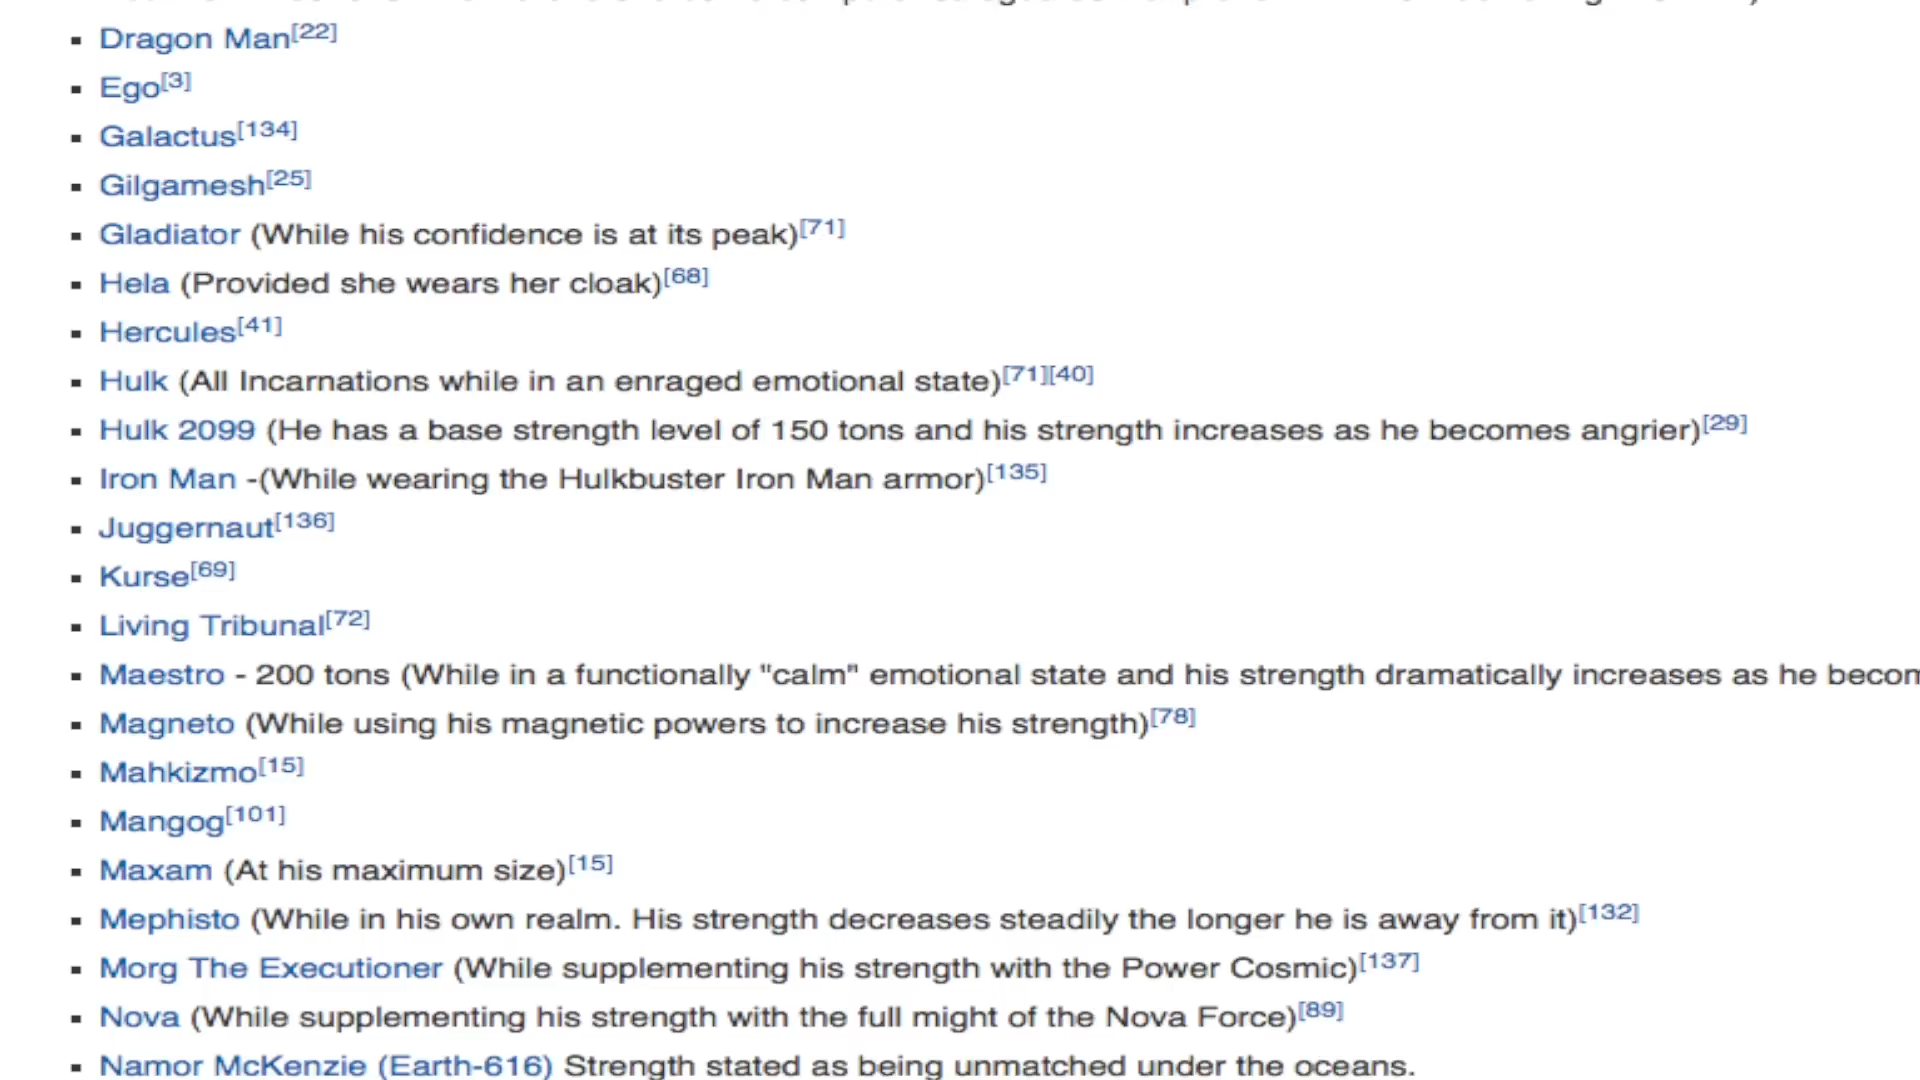 Dragon Man[22]
Ego[3]
Galactus[134]
Gilgamesh[25]
Gladiator (While his confidence is at its peak)[71]
Hela (Provided she wears her cloak)[68]
Hercules[41]
Hulk (All Incarnations while in an enraged emotional state)[71][40]
Hulk 2099 (He has a base strength level of 150 tons and his strength increases as he becomes angrier)[29]
Iron Man -(While wearing the Hulkbuster Iron Man armor)[135]
Juggernaut[136]
Kurse[69]
Living Tribunal[72]
Maestro - 200 tons (While in a functionally "calm" emotional state and his strength dramatically increases as he
Magneto (While using his magnetic powers to increase his strength)[78]
Mahkizmo[15]
Mangog[101]
Maxam (At his maximum size)[15]
Mephisto (While in his own realm. His strength decreases steadily the longer he is away from it)[132]
Morg The Executioner (While supplementing his strength with the Power Cosmic)[137]
Nova (While supplementing his strength with the full might of the Nova Force)[89]
Namor McKenzie (Earth-616) Strength stated as being unmatched under the oceans.